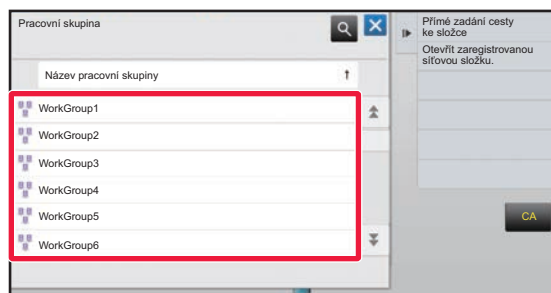 Pracovní skupina
Název pracovní skupiny
WorkGroup1
WorkGroup2
WorkGroup3
WorkGroup4
WorkGroup5
WorkGroup6
Přímé zadání cesty
ke složce
Otevřít zaregistrovanou
síťovou složku.
CA